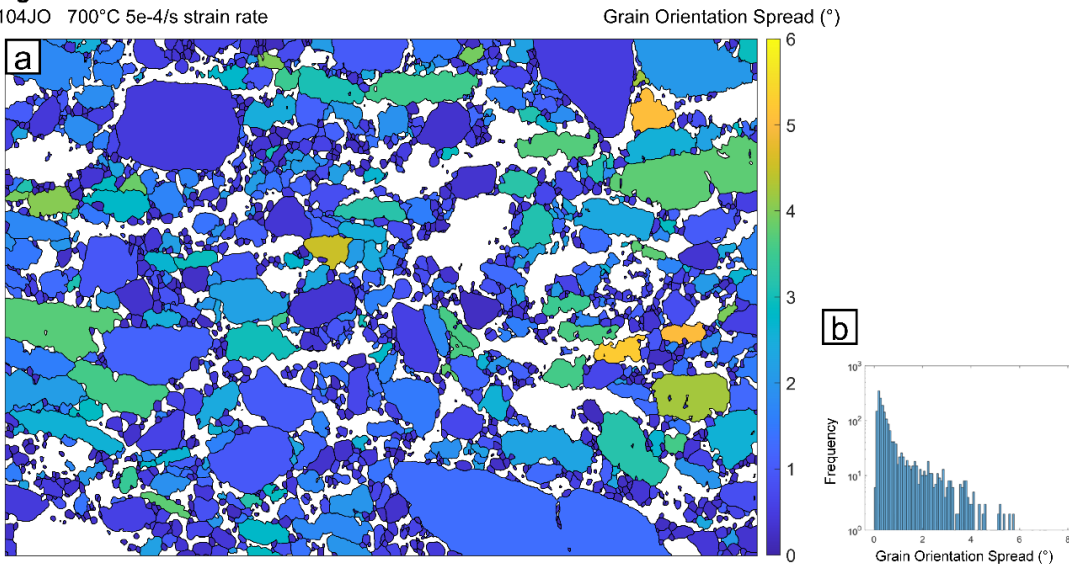 104JO 700°C 5e-4/s strain rate
Grain Orientation Spread (°)
a
6
5
4
3
2
1
0
b
10³
10²
10¹
10⁰
Frequency
0 2 4 6 8
Grain Orientation Spread (°)